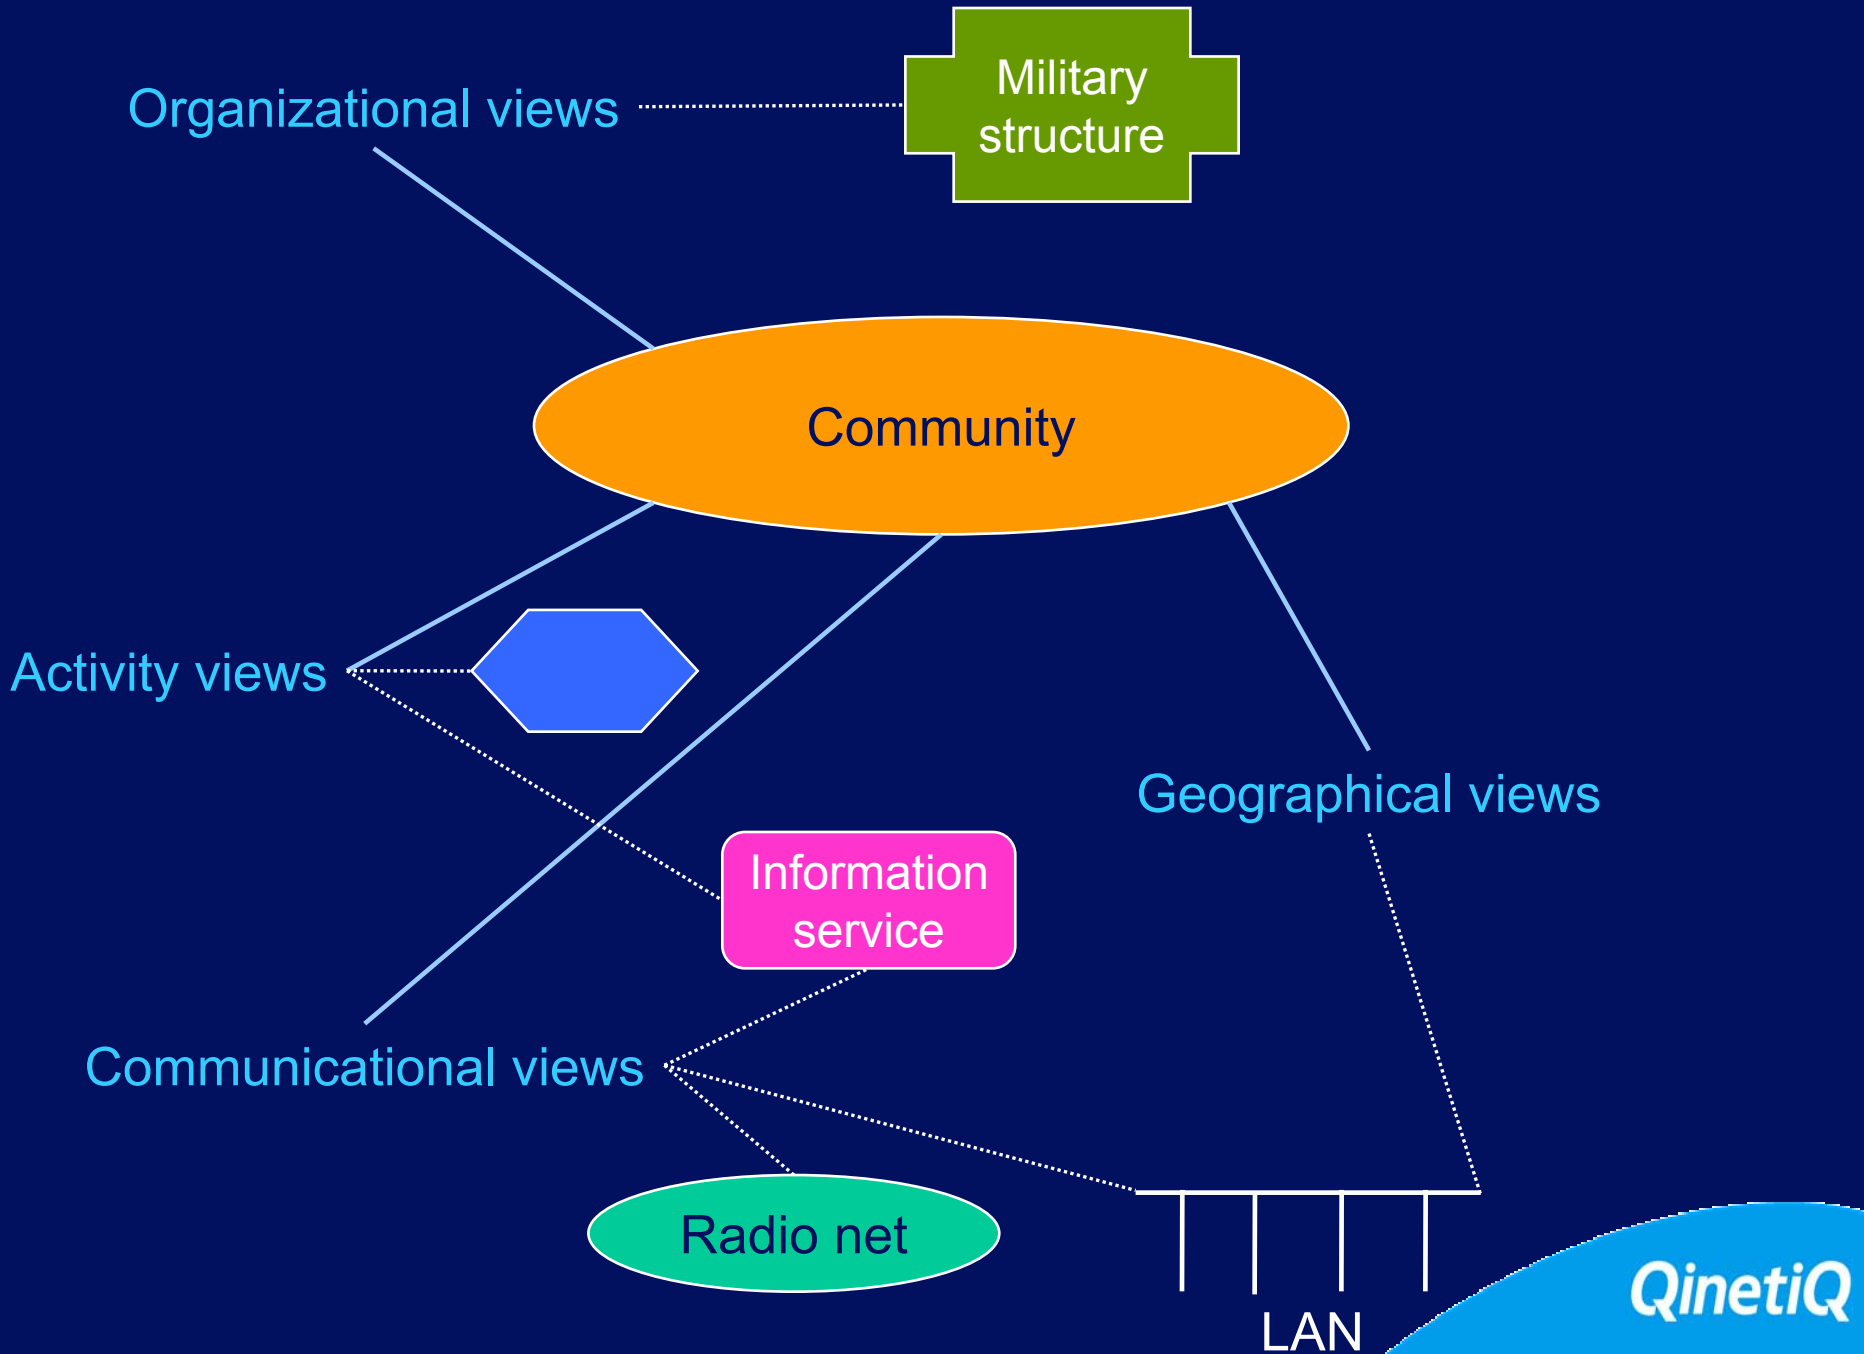 Military
structure
Organizational views
Community
Activity views
Geographical views
Information
service
Communicational views
Radio net
LAN
QinetiQ